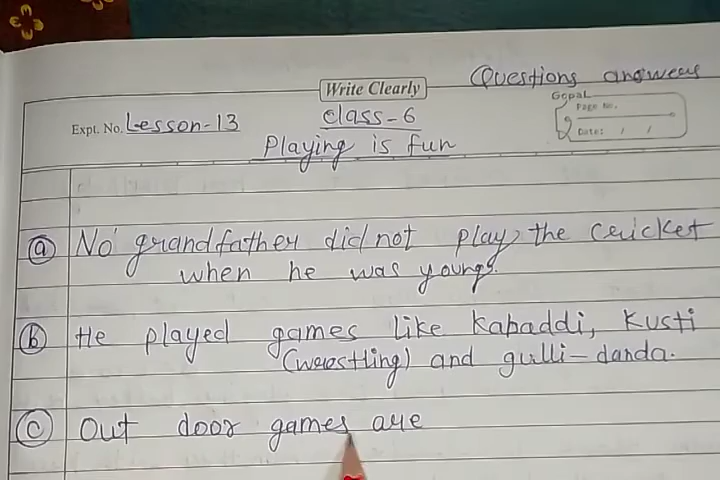 Questions answers
Write Clearly
Gopal
Page No.
Expt. No. Lesson-13
Class-6
Date: / /
Playing is fun
(a) No grandfather did not play, the cricket
when he was youngs.
(b) He played games like kabaddi, kusti
(wrestling) and gulli-danda.
(c) Out door games are